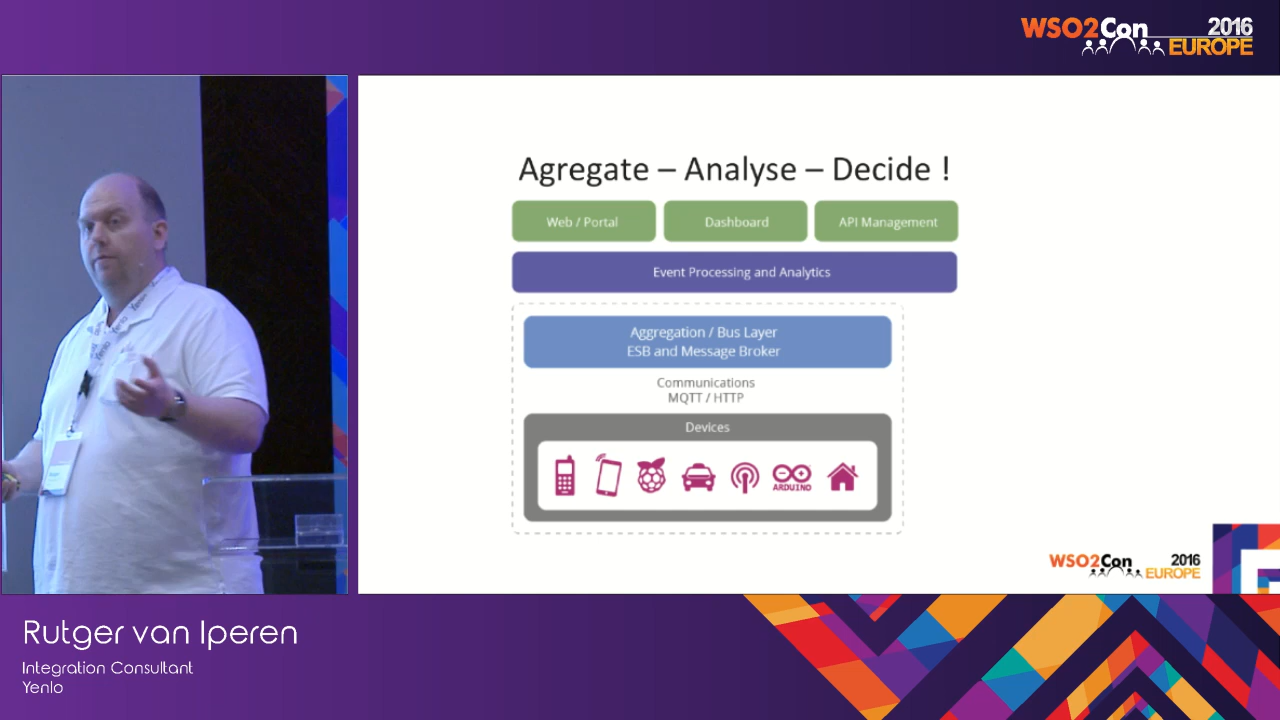 WSO2Con 2016
EUROPE
Agregate – Analyse – Decide !
Web / Portal
Dashboard
API Management
Event Processing and Analytics
Aggregation / Bus Layer
ESB and Message Broker
Communications
MQTT / HTTP
Devices
ARDUINO
WSO2Con 2016
EUROPE
Rutger van Iperen
Integration Consultant
Yenlo